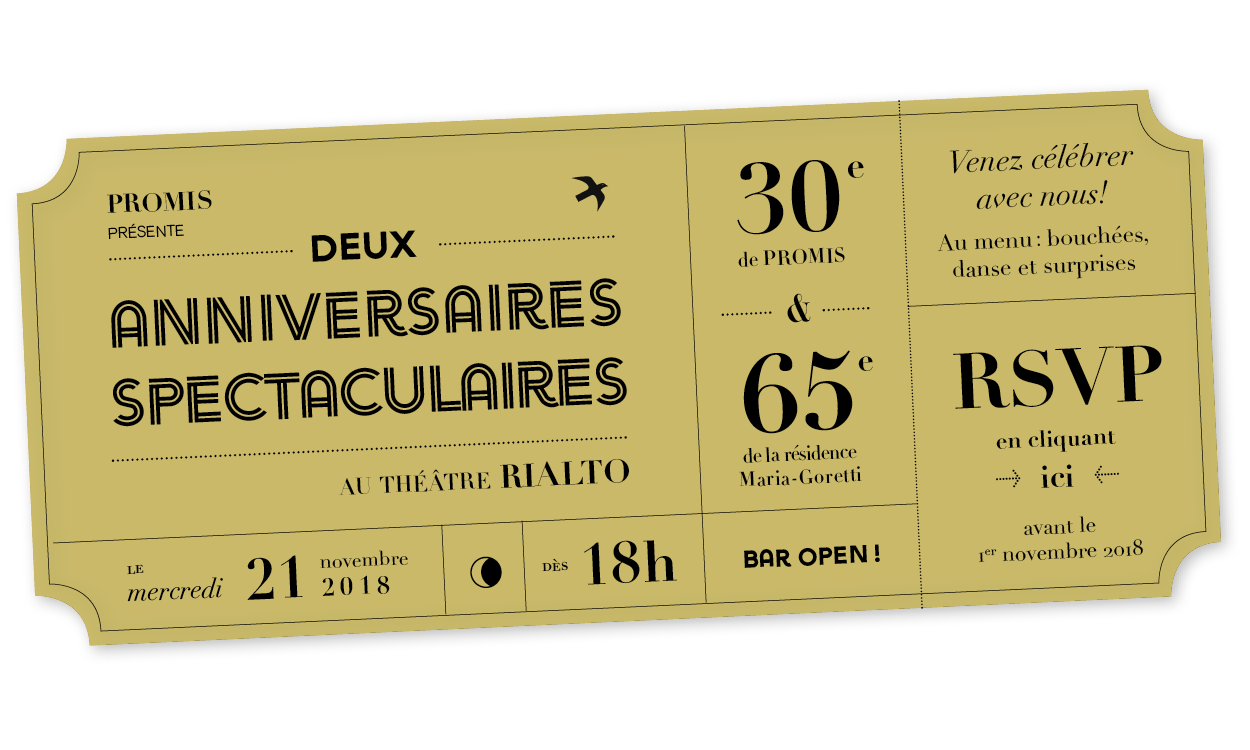 PROMIS
PRÉSENTE
DEUX
ANNIVERSAIRES
SPECTACULAIRES
AU THÉÂTRE RIALTO
LE
mercredi
21
novembre
2018
DÈS 18h
30e
de PROMIS
&
65e
de la résidence
Maria-Goretti
BAR OPEN!
Venez célébrer
avec nous!
Au menu : bouchées,
danse et surprises
RSVP
en cliquant
ici
avant le
1er novembre 2018